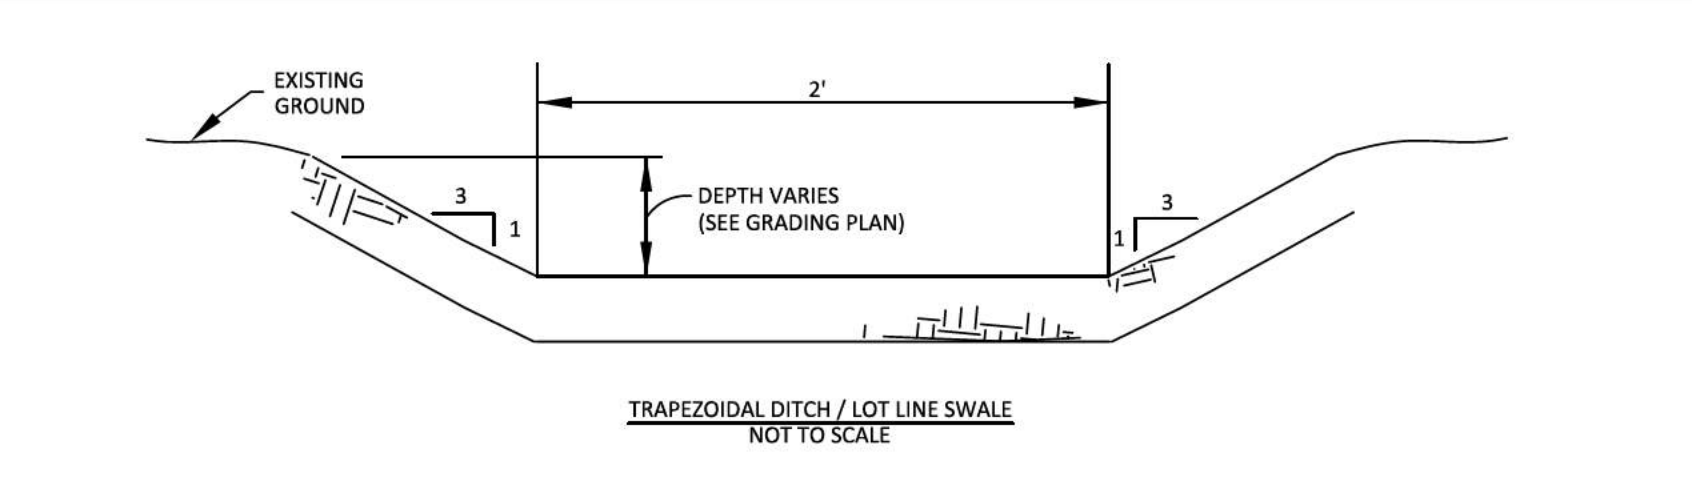 EXISTING
GROUND
2'
DEPTH VARIES
(SEE GRADING PLAN)
3
1
3
1
TRAPEZOIDAL DITCH / LOT LINE SWALE
NOT TO SCALE